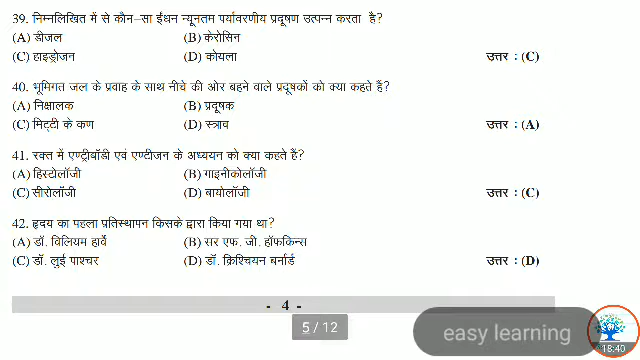 39. निम्नलिखित में से कौन-सा ईंधन न्यूनतम पर्यावरणीय प्रदूषण उत्पन्न करता है?
(A) डीजल (B) केरोसिन
(C) हाइड्रोजन (D) कोयला उत्तर : (C)
40. भूमिगत जल के प्रवाह के साथ नीचे की ओर बहने वाले प्रदूषकों को क्या कहते हैं?
(A) निक्षालक (B) प्रदूषक
(C) मिट्टी के कण (D) स्त्राव उत्तर : (A)
41. रक्त में एण्ट्रीबॉडी एवं एण्टीजन के अध्ययन को क्या कहते हैं?
(A) हिस्टोलॉजी (B) गाइनीकोलॉजी
(C) सीरोलॉजी (D) बायोलॉजी उत्तर : (C)
42. हृदय का पहला प्रतिस्थापन किसके द्वारा किया गया था?
(A) डॉ. विलियम हार्वे (B) सर एफ. जी. हॉफकिन्स
(C) डॉ. लुई पाश्चर (D) डॉ. क्रिश्चियन बर्नार्ड उत्तर : (D)
- 4 -
5 / 12
easy learning
18:40